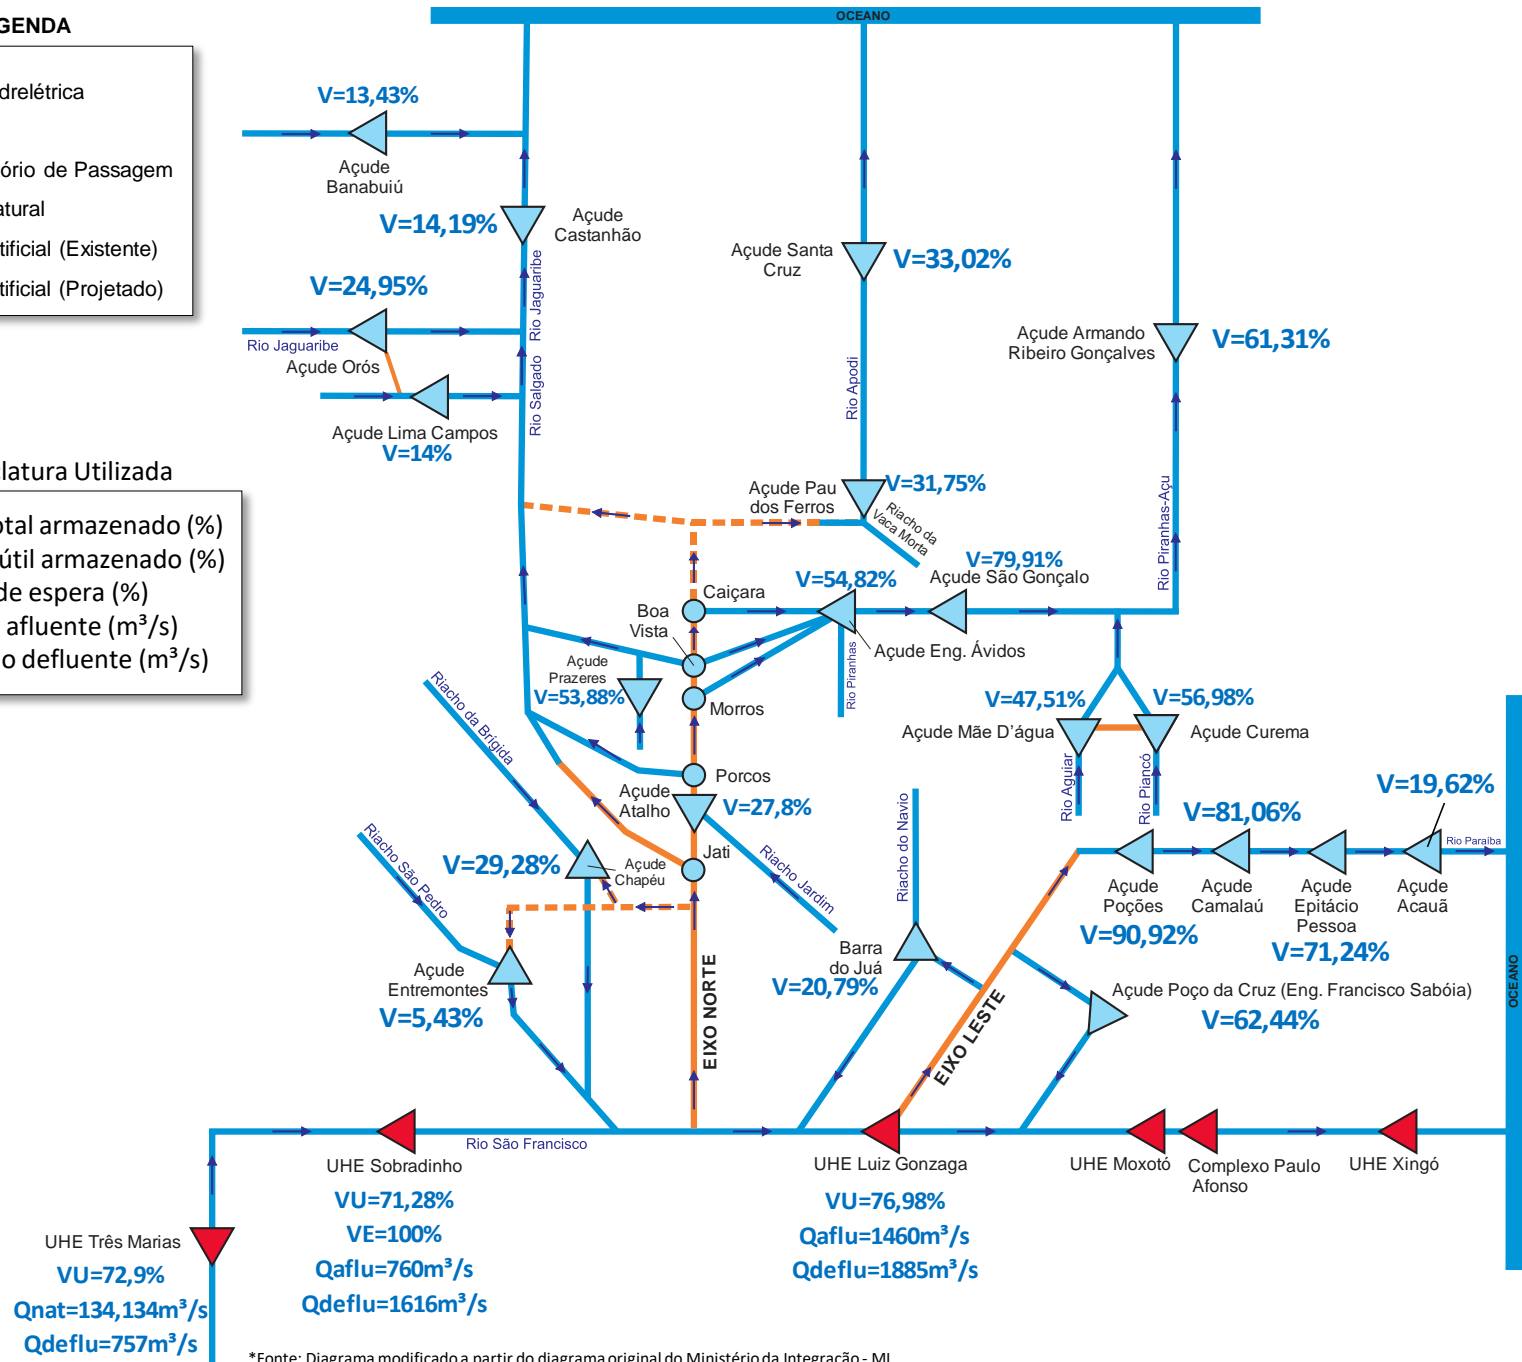 GENDA
drelétrica
ório de Passagem
atural
tificial (Existente)
tificial (Projetado)
latura Utilizada
otal armazenado (%)
útil armazenado (%)
de espera (%)
afluente (m³/s)
o defluente (m³/s)
OCEANO
V=13,43%
Açude
Banabuiú
V=14,19%
Açude
Castanhão
Rio Jaguaribe
V=24,95%
Rio Jaguaribe
Açude Orós
Rio Salgado
Açude Lima Campos
V=14%
Açude Santa
Cruz
V=33,02%
Rio Apodi
Açude Armando
Ribeiro Gonçalves
V=61,31%
Rio Piranhas-Açu
Açude Pau
dos Ferros
V=31,75%
Riacho da
Vaca Morta
V=79,91%
Açude São Gonçalo
V=54,82%
Caiçara
Boa
Vista
Açude Eng. Ávidos
Rio Piranhas
Açude
Prazeres
V=53,88%
Morros
Riacho da Brígida
V=47,51%
V=56,98%
Açude Mãe D'água
Açude Curema
Rio Aguiar
Rio Piancó
Porcos
Açude
Atalho
V=27,8%
Jati
Riacho Jardim
Riacho do Navio
V=19,62%
V=81,06%
Rio Paraíba
Riacho São Pedro
V=29,28%
Açude
Chapéu
Açude
Poções
V=90,92%
Açude
Camalaú
Açude
Epitácio
Pessoa
V=71,24%
Açude
Acauã
Barra
do Juá
V=20,79%
Açude
Entremontes
V=5,43%
EIXO NORTE
EIXO LESTE
Açude Poço da Cruz (Eng. Francisco Sabóia)
V=62,44%
OCEANO
Rio São Francisco
UHE Sobradinho
VU=71,28%
VE=100%
Qaflu=760m³/s
Qdeflu=1616m³/s
UHE Luiz Gonzaga
VU=76,98%
Qaflu=1460m³/s
Qdeflu=1885m³/s
UHE Moxotó
Complexo Paulo
Afonso
UHE Xingó
UHE Três Marias
VU=72,9%
Qnat=134,134m³/s
Qdeflu=757m³/s
*Fonte: Diagrama modificado a partir do diagrama original do Ministério da Integração - MI